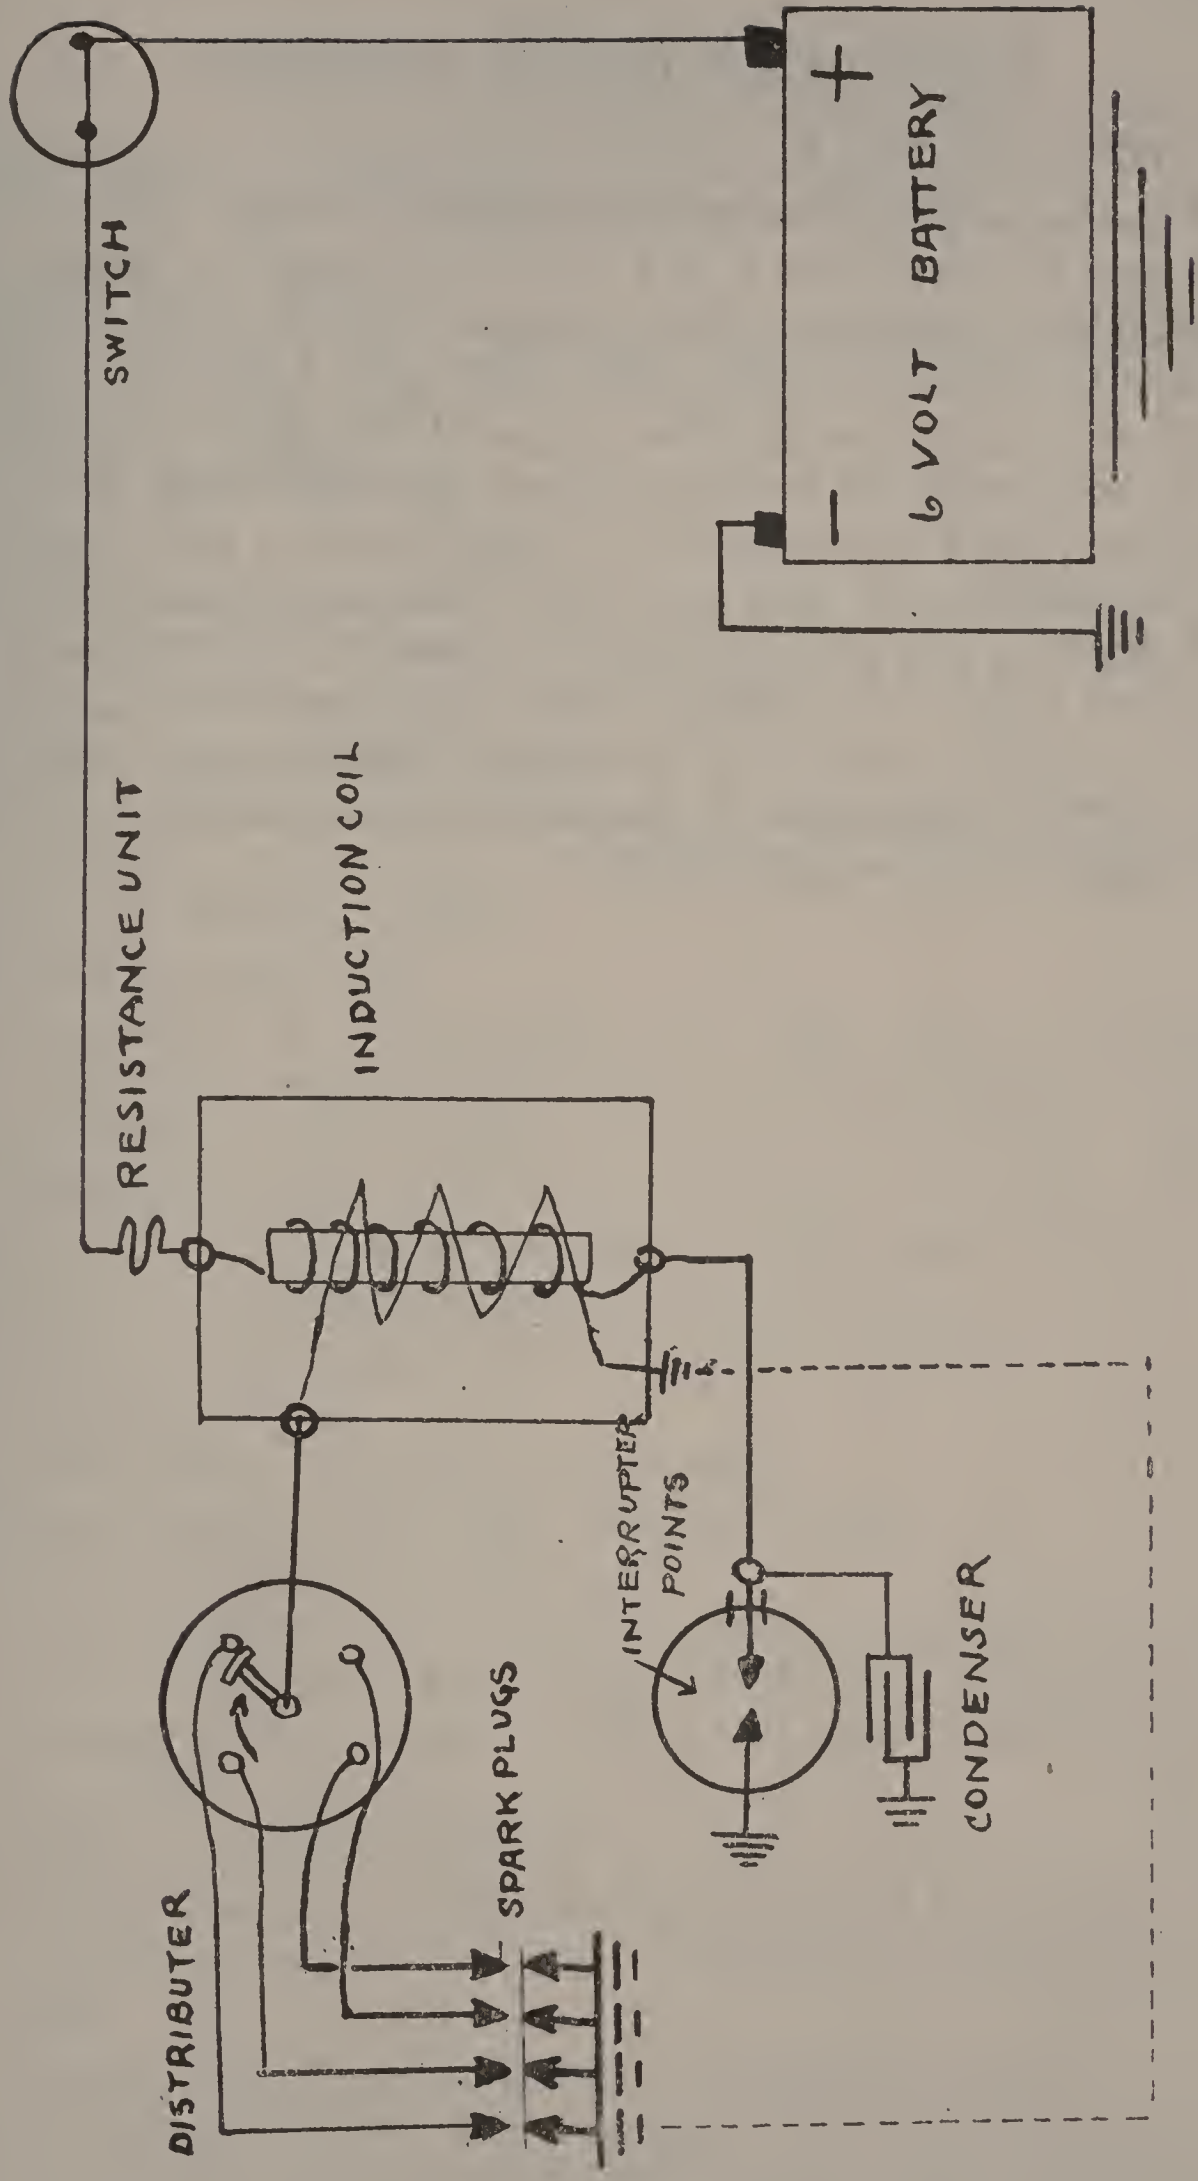 DISTRIBUTER
SPARK PLUGS
INTERRUPTER
POINTS
CONDENSER
RESISTANCE UNIT
INDUCTION COIL
SWITCH
+
—
6 VOLT BATTERY